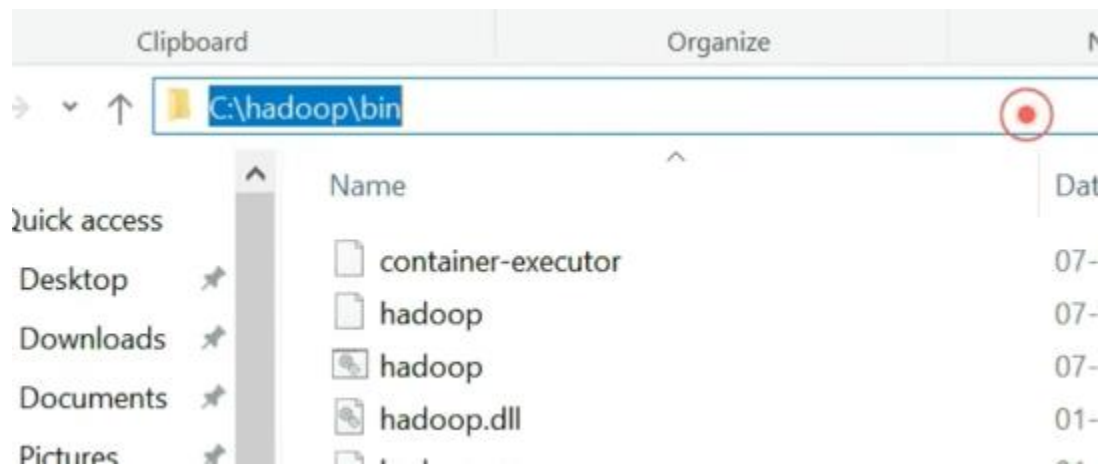 Clipboard Organize
C:\hadoop\bin
Name Dat
Quick access
container-executor 07-
Desktop
hadoop 07-
Downloads
hadoop 07-
Documents
hadoop.dll 01-
Pictures